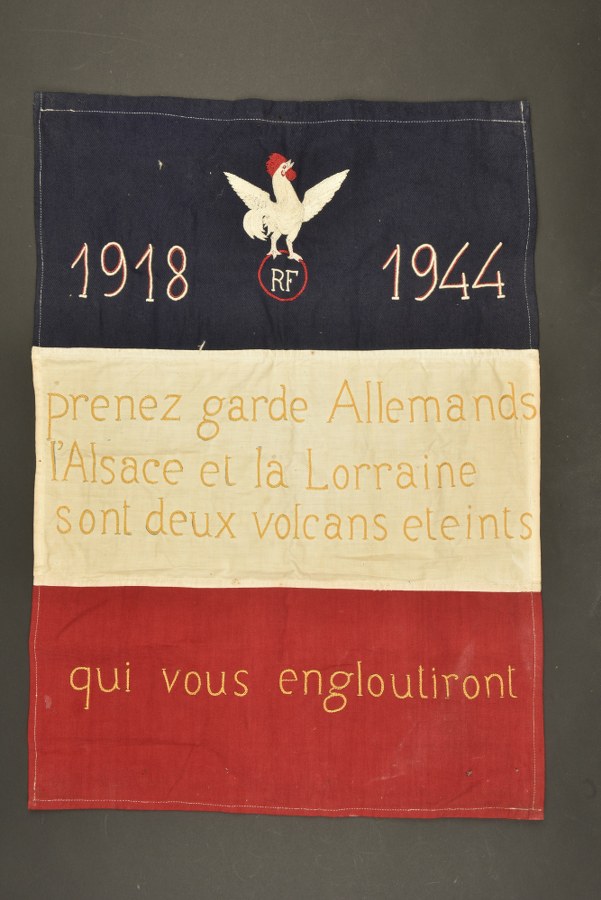 1918 1944
RF
prenez garde Allemands
l'Alsace et la Lorraine
sont deux volcans eteints
qui vous engloutiront